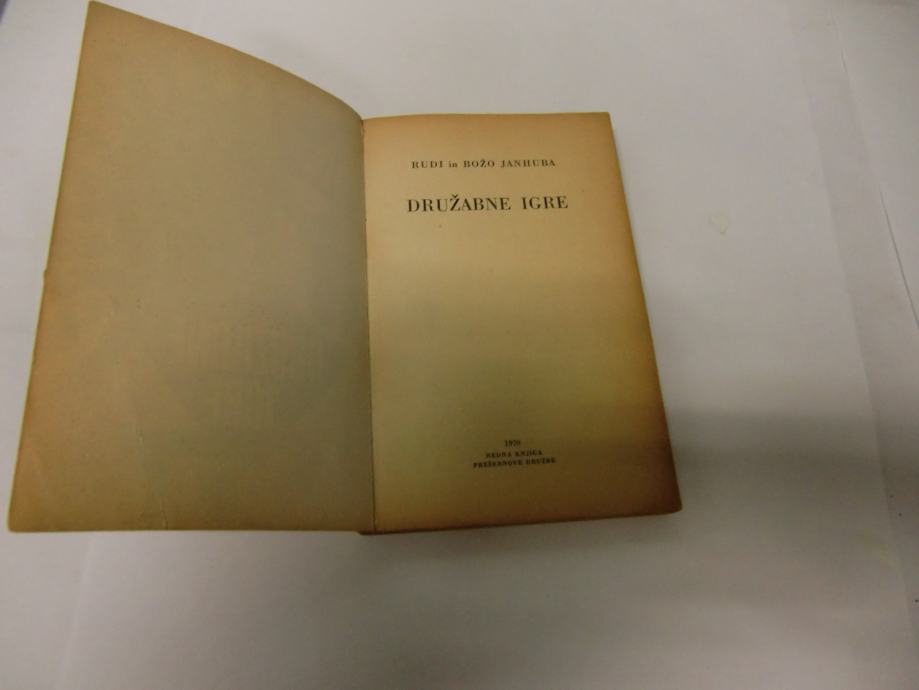 RUDI in BOŽO JANHUBA
DRUŽABNE IGRE
1970
REDNA KNJIGA
PREŠERNOVE DRUŽBE